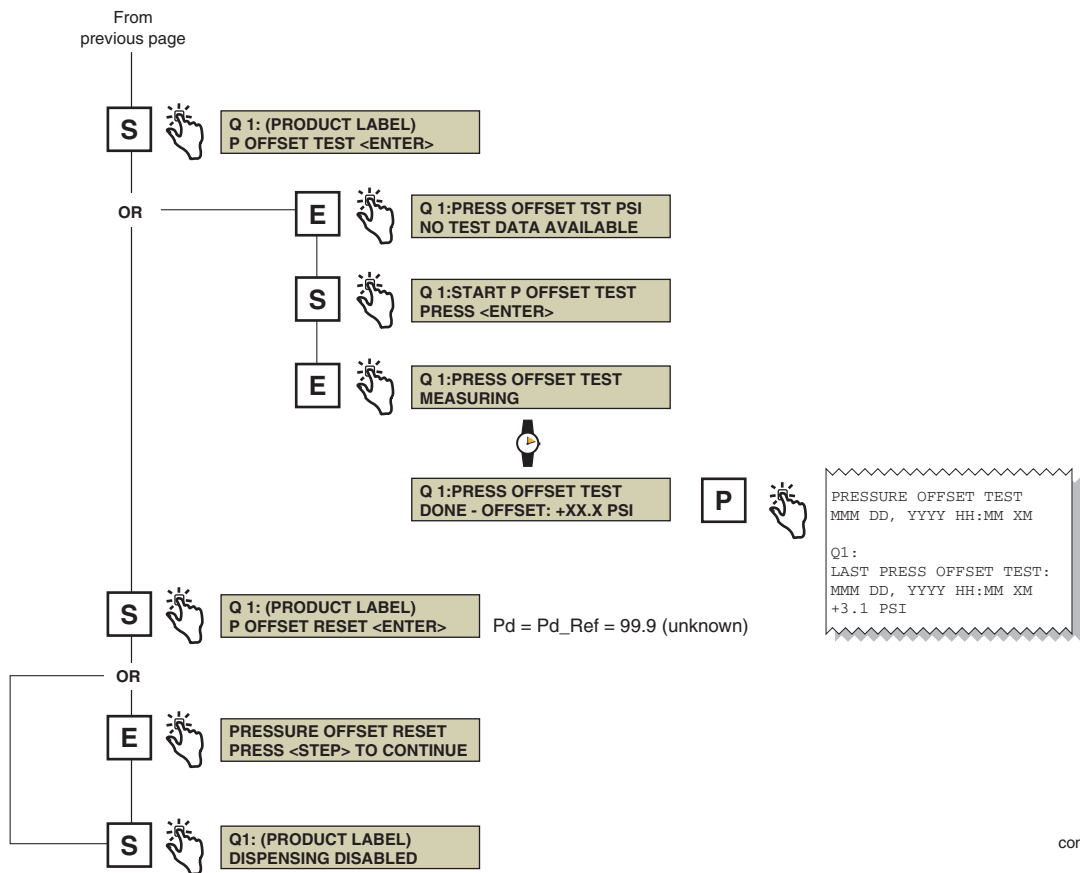 From
previous page
S
Q 1: (PRODUCT LABEL)
P OFFSET TEST <ENTER>
OR
E
Q 1:PRESS OFFSET TST PSI
NO TEST DATA AVAILABLE
S
Q 1:START P OFFSET TEST
PRESS <ENTER>
E
Q 1:PRESS OFFSET TEST
MEASURING
Q 1:PRESS OFFSET TEST
DONE - OFFSET: +XX.X PSI
P
PRESSURE OFFSET TEST
MMM DD, YYYY HH:MM XM
Q1:
LAST PRESS OFFSET TEST:
MMM DD, YYYY HH:MM XM
+3.1 PSI
S
Q 1: (PRODUCT LABEL)
P OFFSET RESET <ENTER>
Pd = Pd_Ref = 99.9 (unknown)
OR
E
PRESSURE OFFSET RESET
PRESS <STEP> TO CONTINUE
S
Q1: (PRODUCT LABEL)
DISPENSING DISABLED